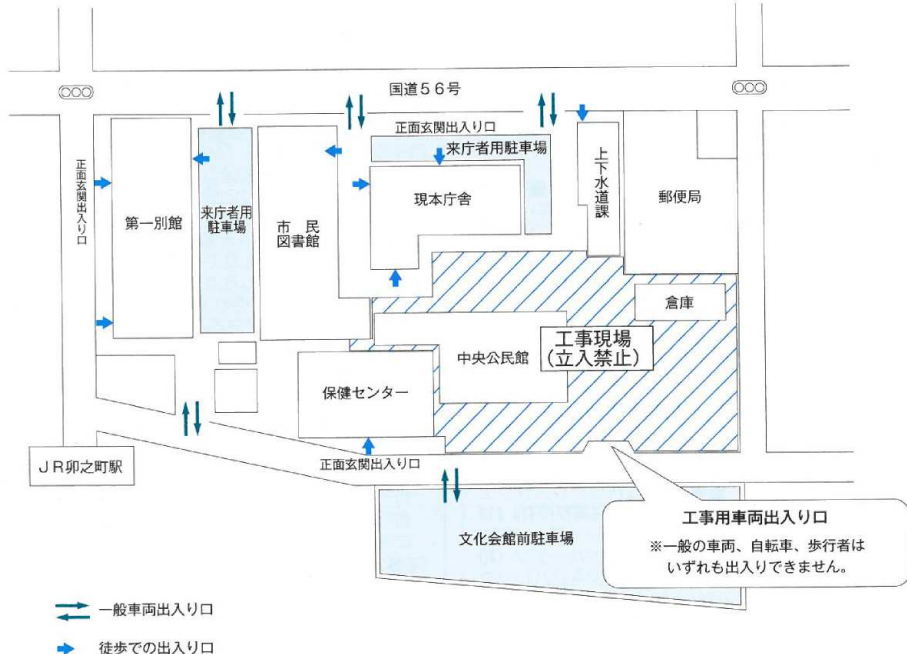 国道５６号
正面玄関出入り口
来庁者用駐車場
正面玄関出入り口
第一別館
来庁者用
駐車場
市　民
図書館
現本庁舎
上下水道課
郵便局
倉庫
工事現場
（立入禁止）
中央公民館
保健センター
ＪＲ卯之町駅
正面玄関出入り口
文化会館前駐車場
工事用車両出入り口
※一般の車両、自転車、歩行者は
いずれも出入りできません。
一般車両出入り口
徒歩での出入り口